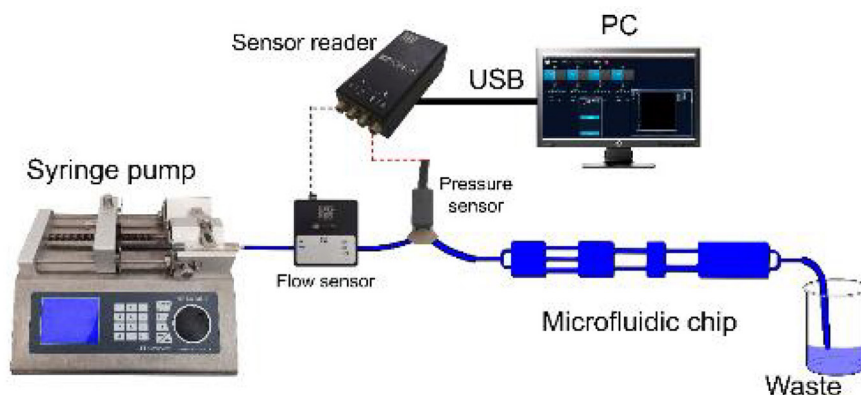 Sensor reader
PC
USB
Syringe pump
Pressure
sensor
Flow sensor
Microfluidic chip
Waste